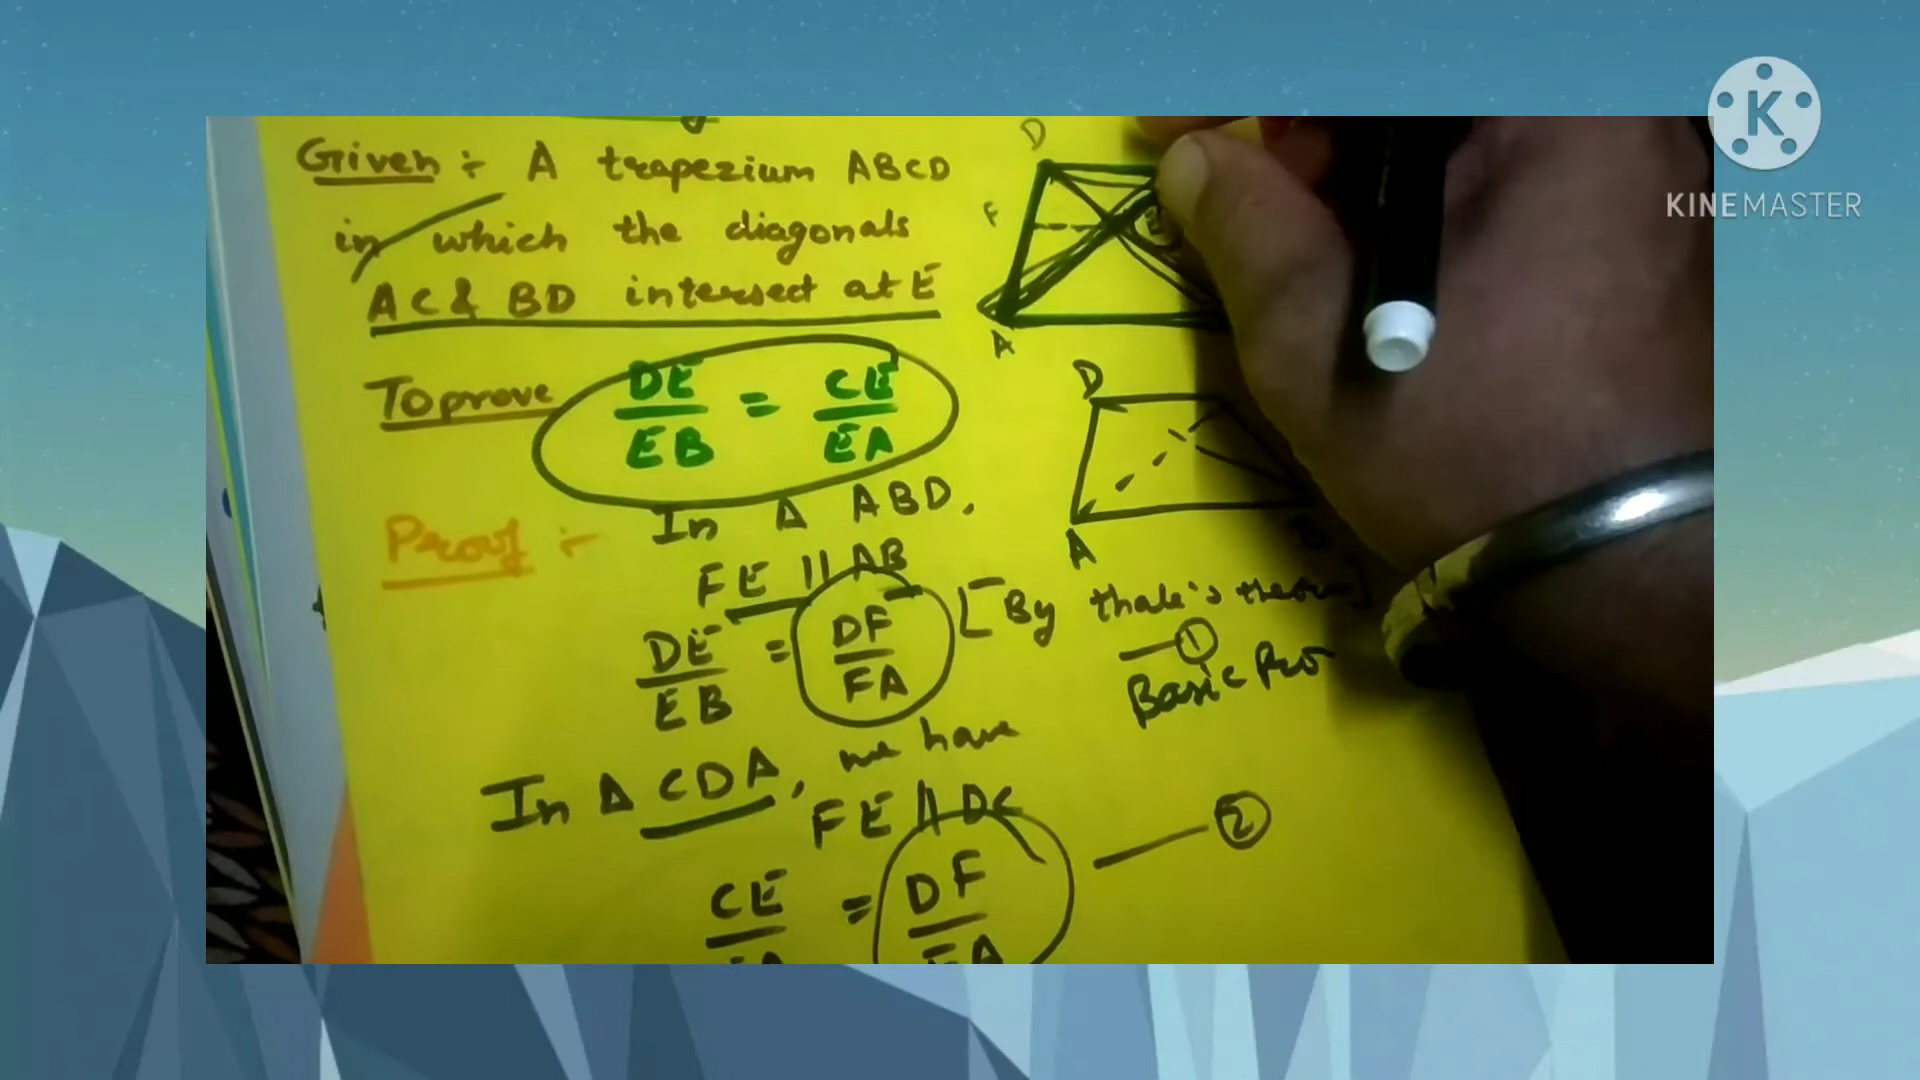 Given :- A trapezium ABCD
in which the diagonals
AC & BD intersect at E
To prove DE/EB = CE/EA
Proof :- In Δ ABD,
FE || AB
DE/EB = DF/FA [By thale's theorem]
—①
Basic Pro
In Δ CDA, we have
FE || DC
CE = DF —②
D
F
E
A
D
A
B
K
KINEMASTER